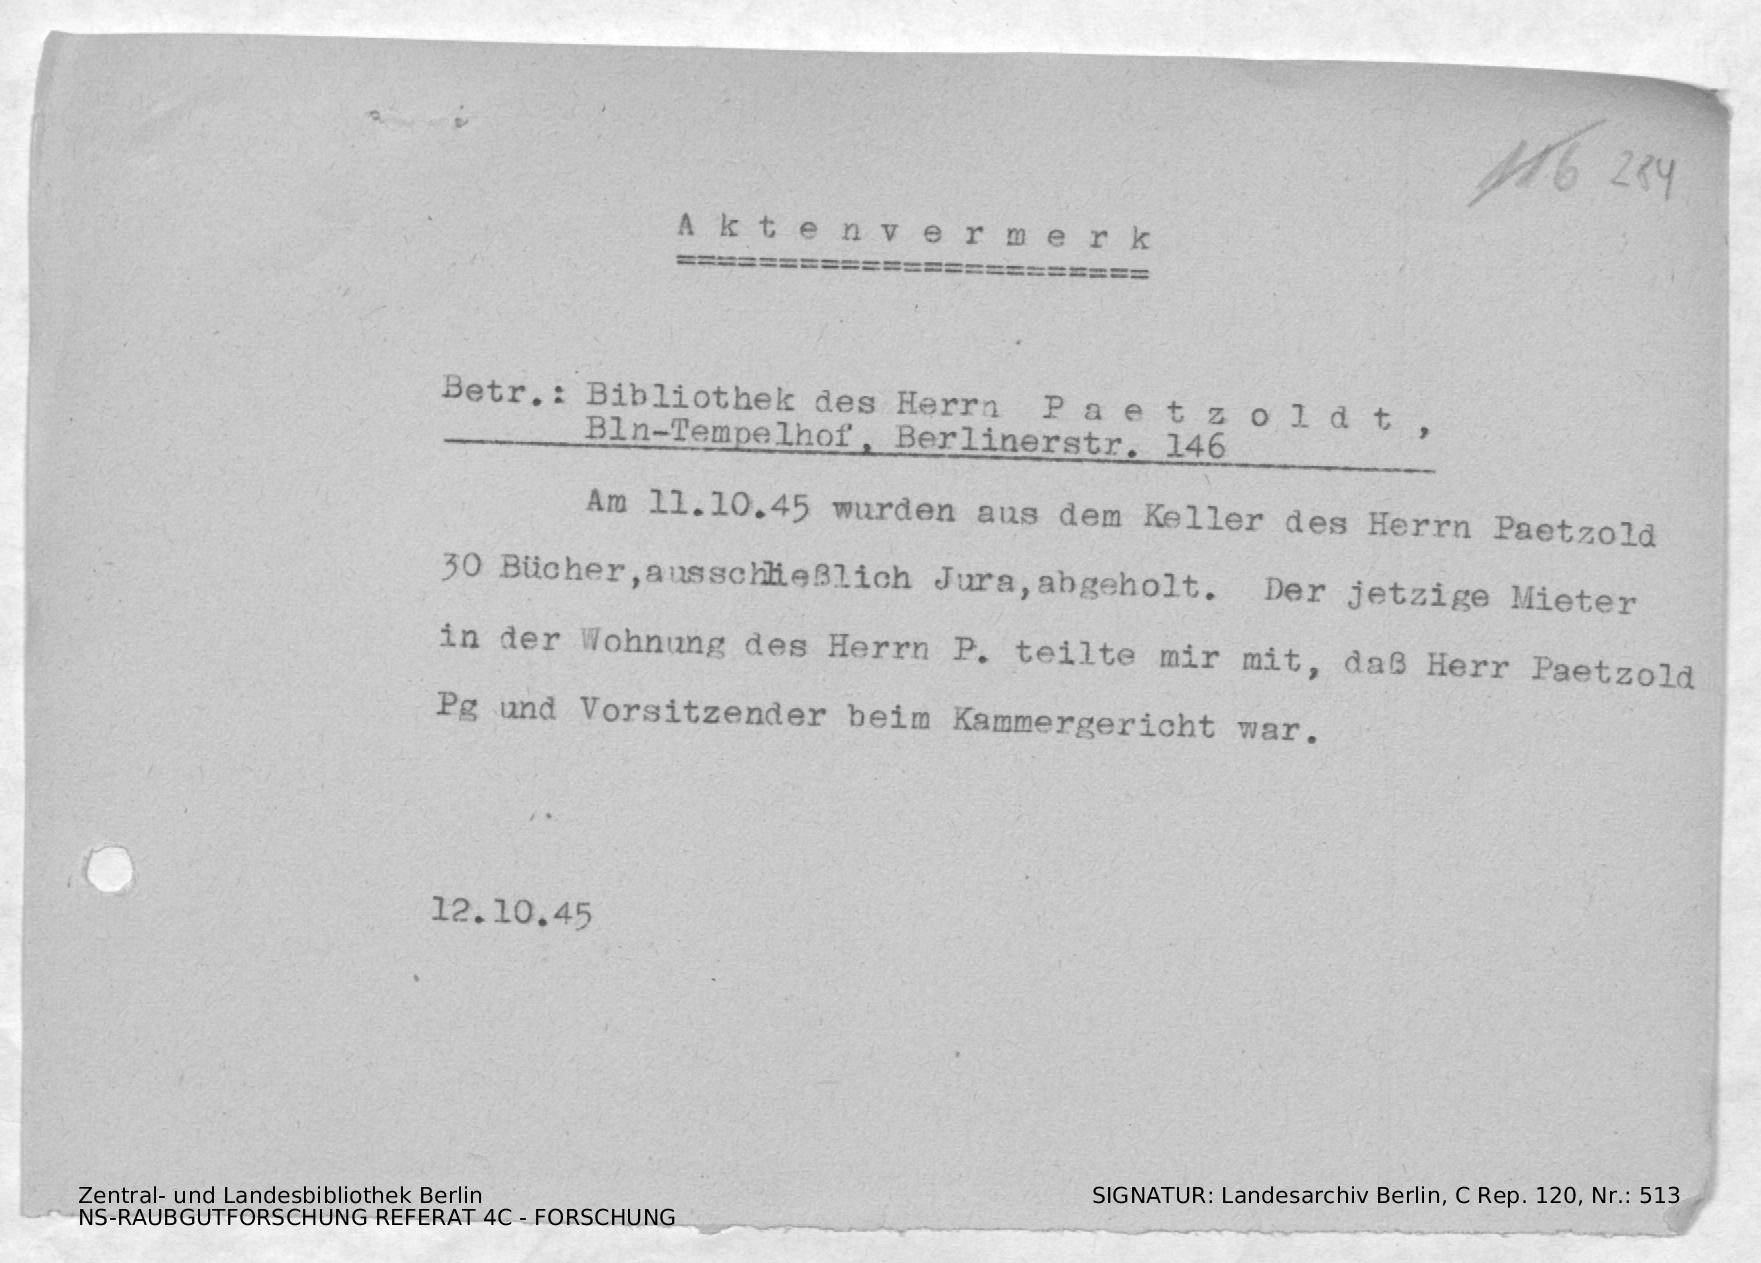 116 284
A k t e n v e r m e r k
=======================
Betr.: Bibliothek des Herrn P a e t z o l d t ,
Bln-Tempelhof, Berlinerstr. 146
Am 11.10.45 wurden aus dem Keller des Herrn Paetzold
30 Bücher,ausschließlich Jura,abgeholt. Der jetzige Mieter
in der Wohnung des Herrn P. teilte mir mit, daß Herr Paetzold
Pg und Vorsitzender beim Kammergericht war.
12.10.45
Zentral- und Landesbibliothek Berlin
NS-RAUBGUTFORSCHUNG REFERAT 4C - FORSCHUNG
SIGNATUR: Landesarchiv Berlin, C Rep. 120, Nr.: 513